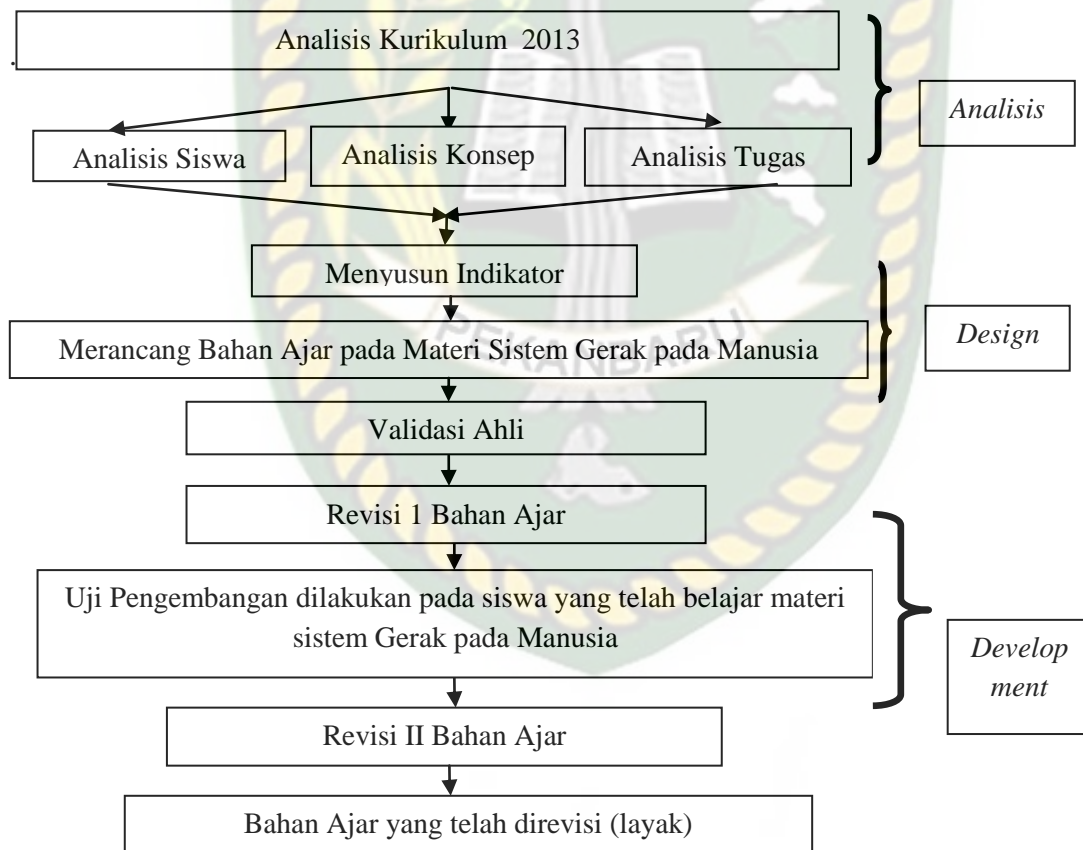 Analisis Kurikulum 2013
.
Analisis
Analisis Siswa
Analisis Konsep
Analisis Tugas
Menyusun Indikator
PEKANBARU
Design
Merancang Bahan Ajar pada Materi Sistem Gerak pada Manusia
Validasi Ahli
Revisi 1 Bahan Ajar
Uji Pengembangan dilakukan pada siswa yang telah belajar materi
sistem Gerak pada Manusia
Develop
ment
Revisi II Bahan Ajar
Bahan Ajar yang telah direvisi (layak)